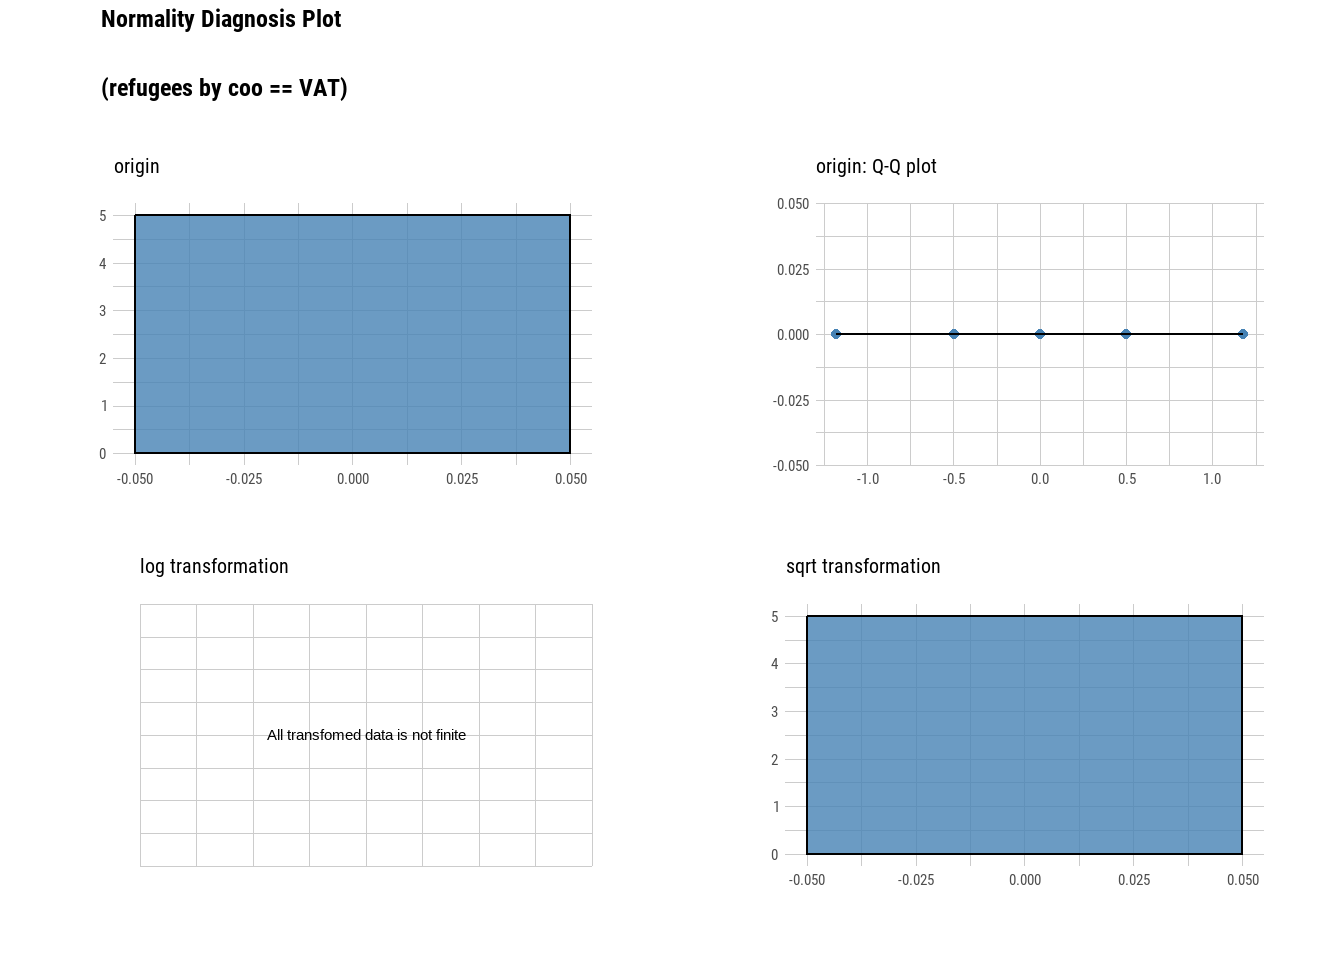 Normality Diagnosis Plot
(refugees by coo == VAT)
origin
5
4
3
2
1
0
-0.050 -0.025 0.000 0.025 0.050
origin: Q-Q plot
0.050
0.025
0.000
-0.025
-0.050
-1.0 -0.5 0.0 0.5 1.0
log transformation
All transfomed data is not finite
sqrt transformation
5
4
3
2
1
0
-0.050 -0.025 0.000 0.025 0.050